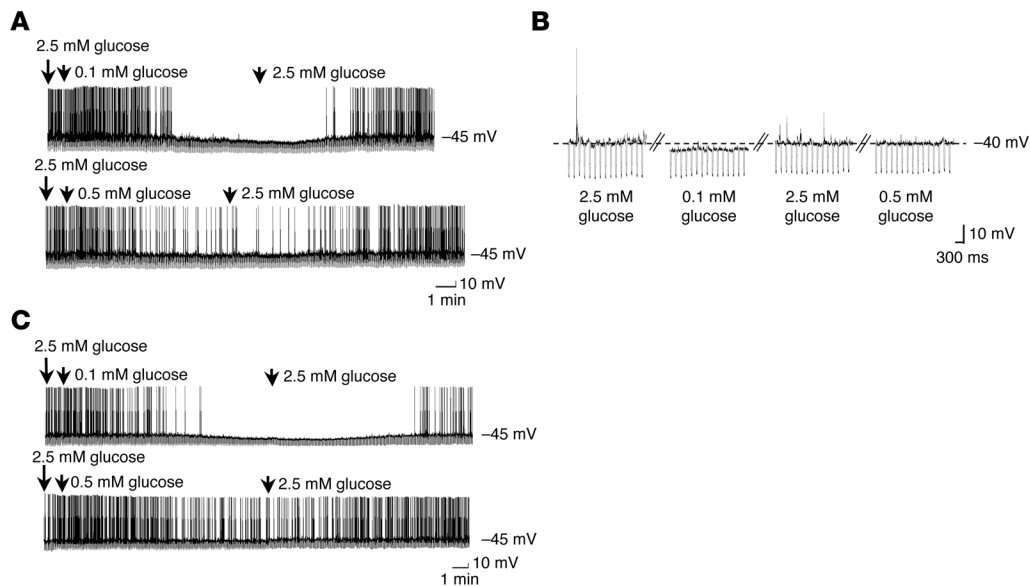 A
2.5 mM glucose
0.1 mM glucose
2.5 mM glucose
–45 mV
2.5 mM glucose
0.5 mM glucose
2.5 mM glucose
–45 mV
10 mV
1 min
B
–40 mV
2.5 mM
glucose
0.1 mM
glucose
2.5 mM
glucose
0.5 mM
glucose
10 mV
300 ms
C
2.5 mM glucose
0.1 mM glucose
2.5 mM glucose
–45 mV
2.5 mM glucose
0.5 mM glucose
2.5 mM glucose
–45 mV
10 mV
1 min